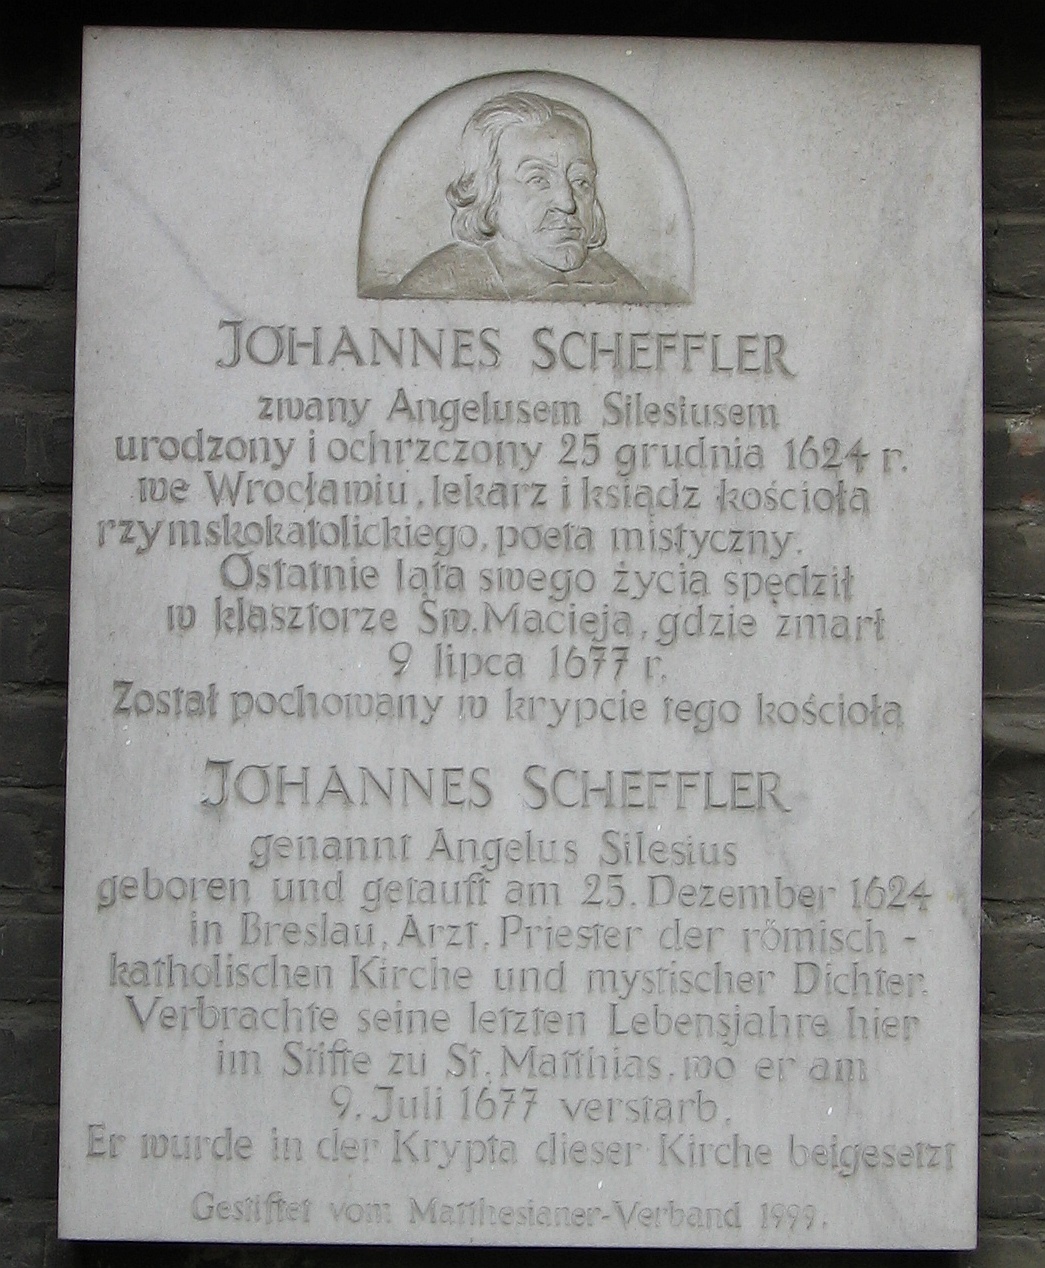 JOHANNES SCHEFFLER
zwany Angelusem Silesiusem
urodzony i ochrzczony 25 grudnia 1624 r.
we Wrocławiu, lekarz i ksiądz kościoła
rzymskokatolickiego, poeta mistyczny.
Ostatnie lata swego życia spędził
w klasztorze Św. Macieja, gdzie zmarł
9 lipca 1677 r.
Został pochowany w krypcie tego kościoła
JOHANNES SCHEFFLER
genannt Angelus Silesius
geboren und getauft am 25. Dezember 1624
in Breslau, Arzt, Priester der römisch -
katholischen Kirche und mystischer Dichter.
Verbrachte seine letzten Lebensjahre hier
im Stifte zu St. Matthias, wo er am
9. Juli 1677 verstarb.
Er wurde in der Krypta dieser Kirche beigesetzt
Gestiftet vom Matthesianer-Verband 1999.